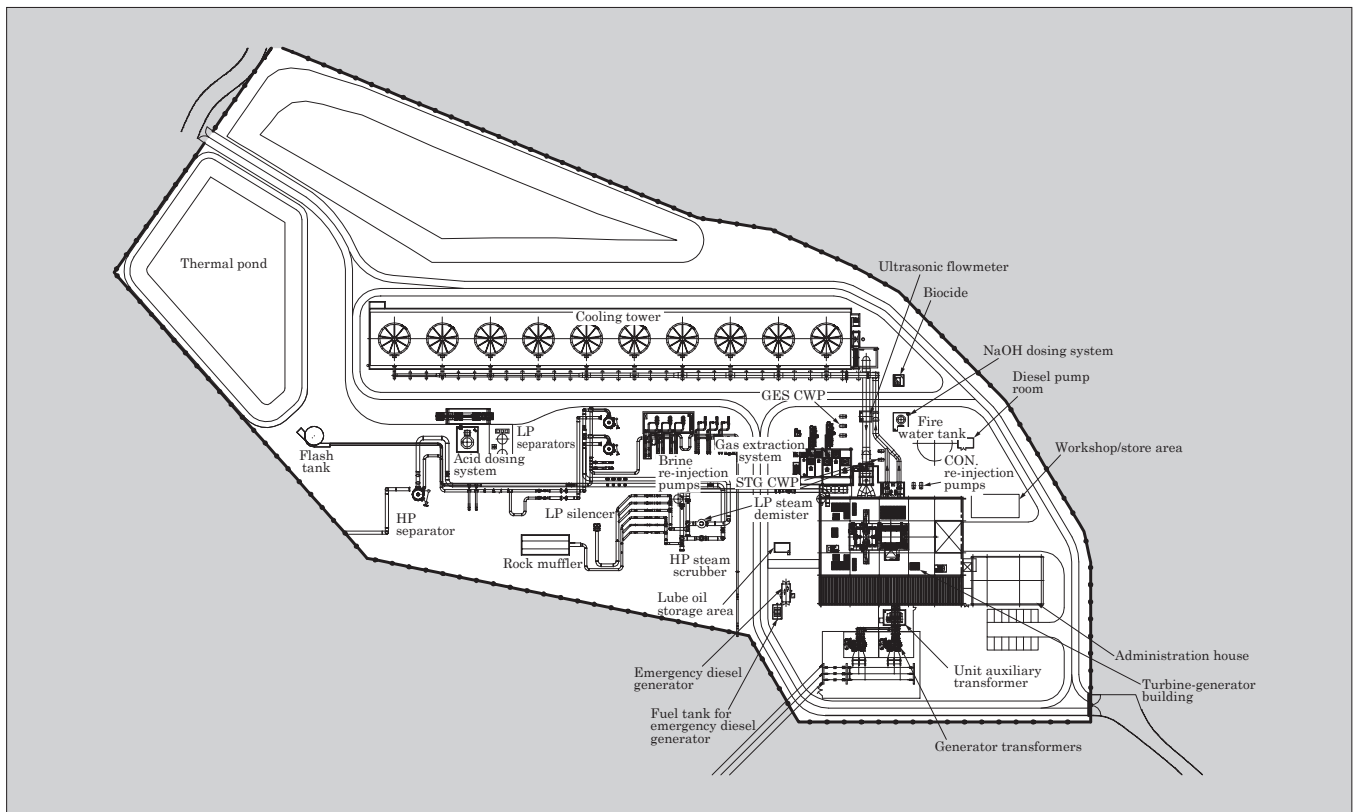 Thermal pond
Ultrasonic flowmeter
Biocide
Cooling tower
NaOH dosing system
Diesel pump
room
GES CWP
Fire
water tank
Workshop/store area
LP
separators
Acid dosing
system
Flash
tank
Gas extraction
system
Brine
re-injection
pumps
STG CWP
CON.
re-injection
pumps
HP
separator
LP silencer
LP steam
demister
Rock muffler
HP steam
scrubber
Lube oil
storage area
Emergency diesel
generator
Fuel tank for
emergency diesel
generator
Unit auxiliary
transformer
Administration house
Turbine-generator
building
Generator transformers